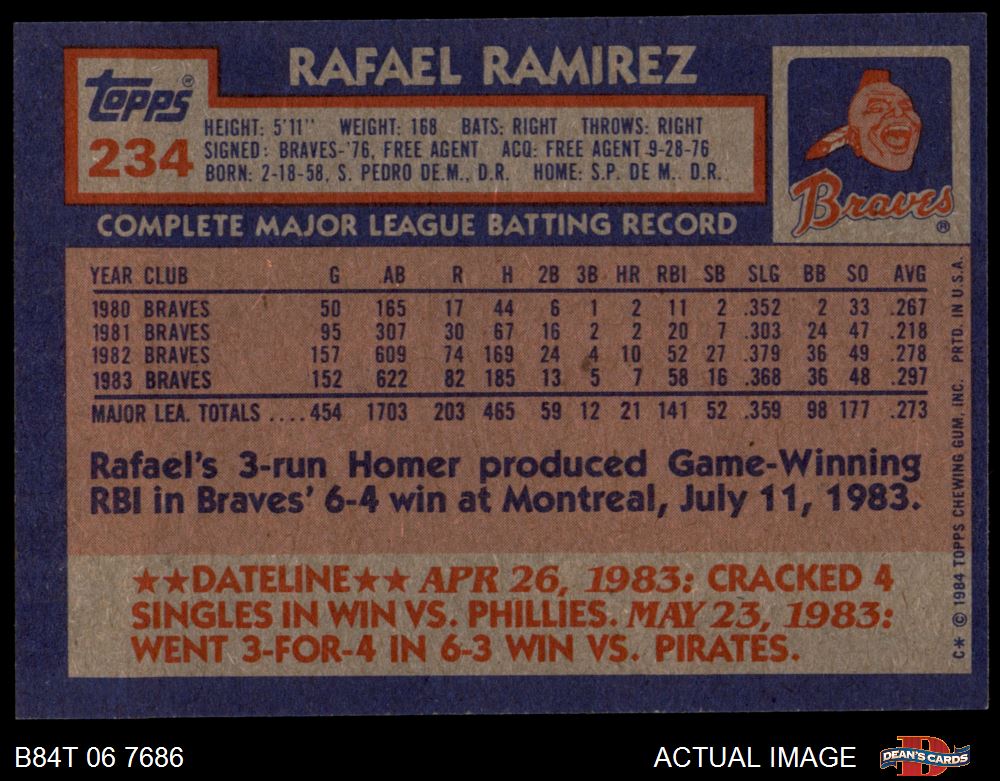 RAFAEL RAMIREZ
Topps®
234
HEIGHT: 5'11" WEIGHT: 168 BATS: RIGHT THROWS: RIGHT
SIGNED: BRAVES-'76, FREE AGENT ACQ: FREE AGENT 9-28-76
BORN: 2-18-58, S. PEDRO DE.M., D.R. HOME: S.P. DE M., D.R.
Braves®
COMPLETE MAJOR LEAGUE BATTING RECORD
YEAR CLUB G AB R H 2B 3B HR RBI SB SLG BB SO AVG
1980 BRAVES 50 165 17 44 6 1 2 11 2 .352 2 33 .267
1981 BRAVES 95 307 30 67 16 2 2 20 7 .303 24 47 .218
1982 BRAVES 157 609 74 169 24 4 10 52 27 .379 36 49 .278
1983 BRAVES 152 622 82 185 13 5 7 58 16 .368 36 48 .297
MAJOR LEA. TOTALS ....454 1703 203 465 59 12 21 141 52 .359 98 177 .273
Rafael's 3-run Homer produced Game-Winning
RBI in Braves' 6-4 win at Montreal, July 11, 1983.
★★DATELINE★★ APR 26, 1983: CRACKED 4
SINGLES IN WIN VS. PHILLIES. MAY 23, 1983:
WENT 3-FOR-4 IN 6-3 WIN VS. PIRATES.
C* © 1984 TOPPS CHEWING GUM, INC. PRTD. IN U.S.A.
B84T 06 7686
ACTUAL IMAGE
DEAN'S CARDS